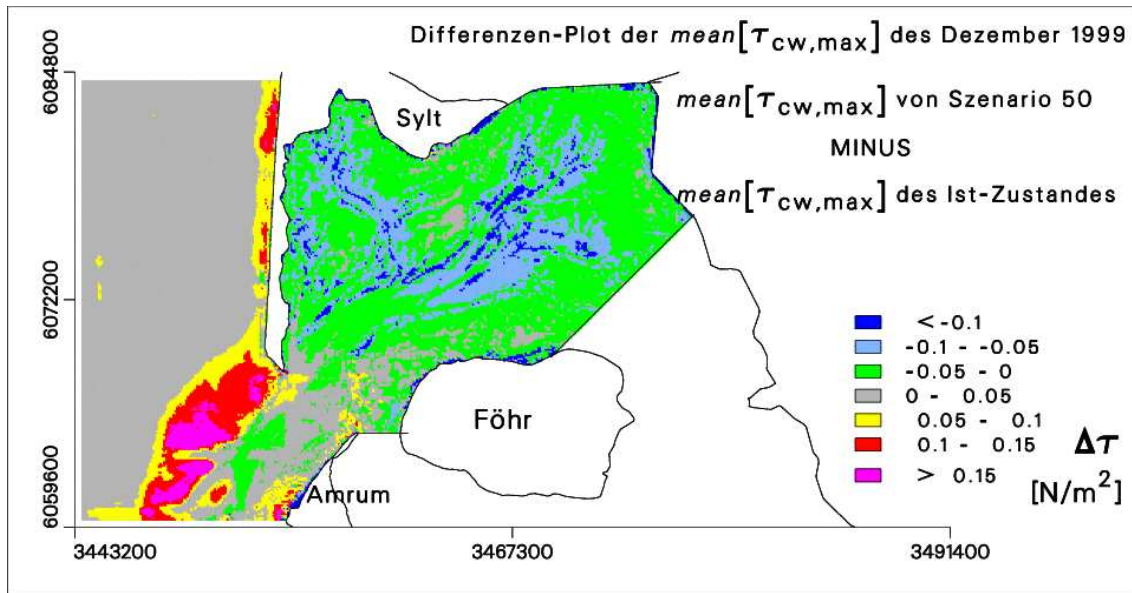 Differenzen-Plot der mean[τcw,max] des Dezember 1999
mean[τcw,max] von Szenario 50
MINUS
mean[τcw,max] des Ist-Zustandes
6084800
6072200
6059600
Sylt
Föhr
Amrum
< -0.1
-0.1 - -0.05
-0.05 - 0
0 - 0.05
0.05 - 0.1
0.1 - 0.15
> 0.15
Δτ
[N/m²]
3443200 3467300 3491400